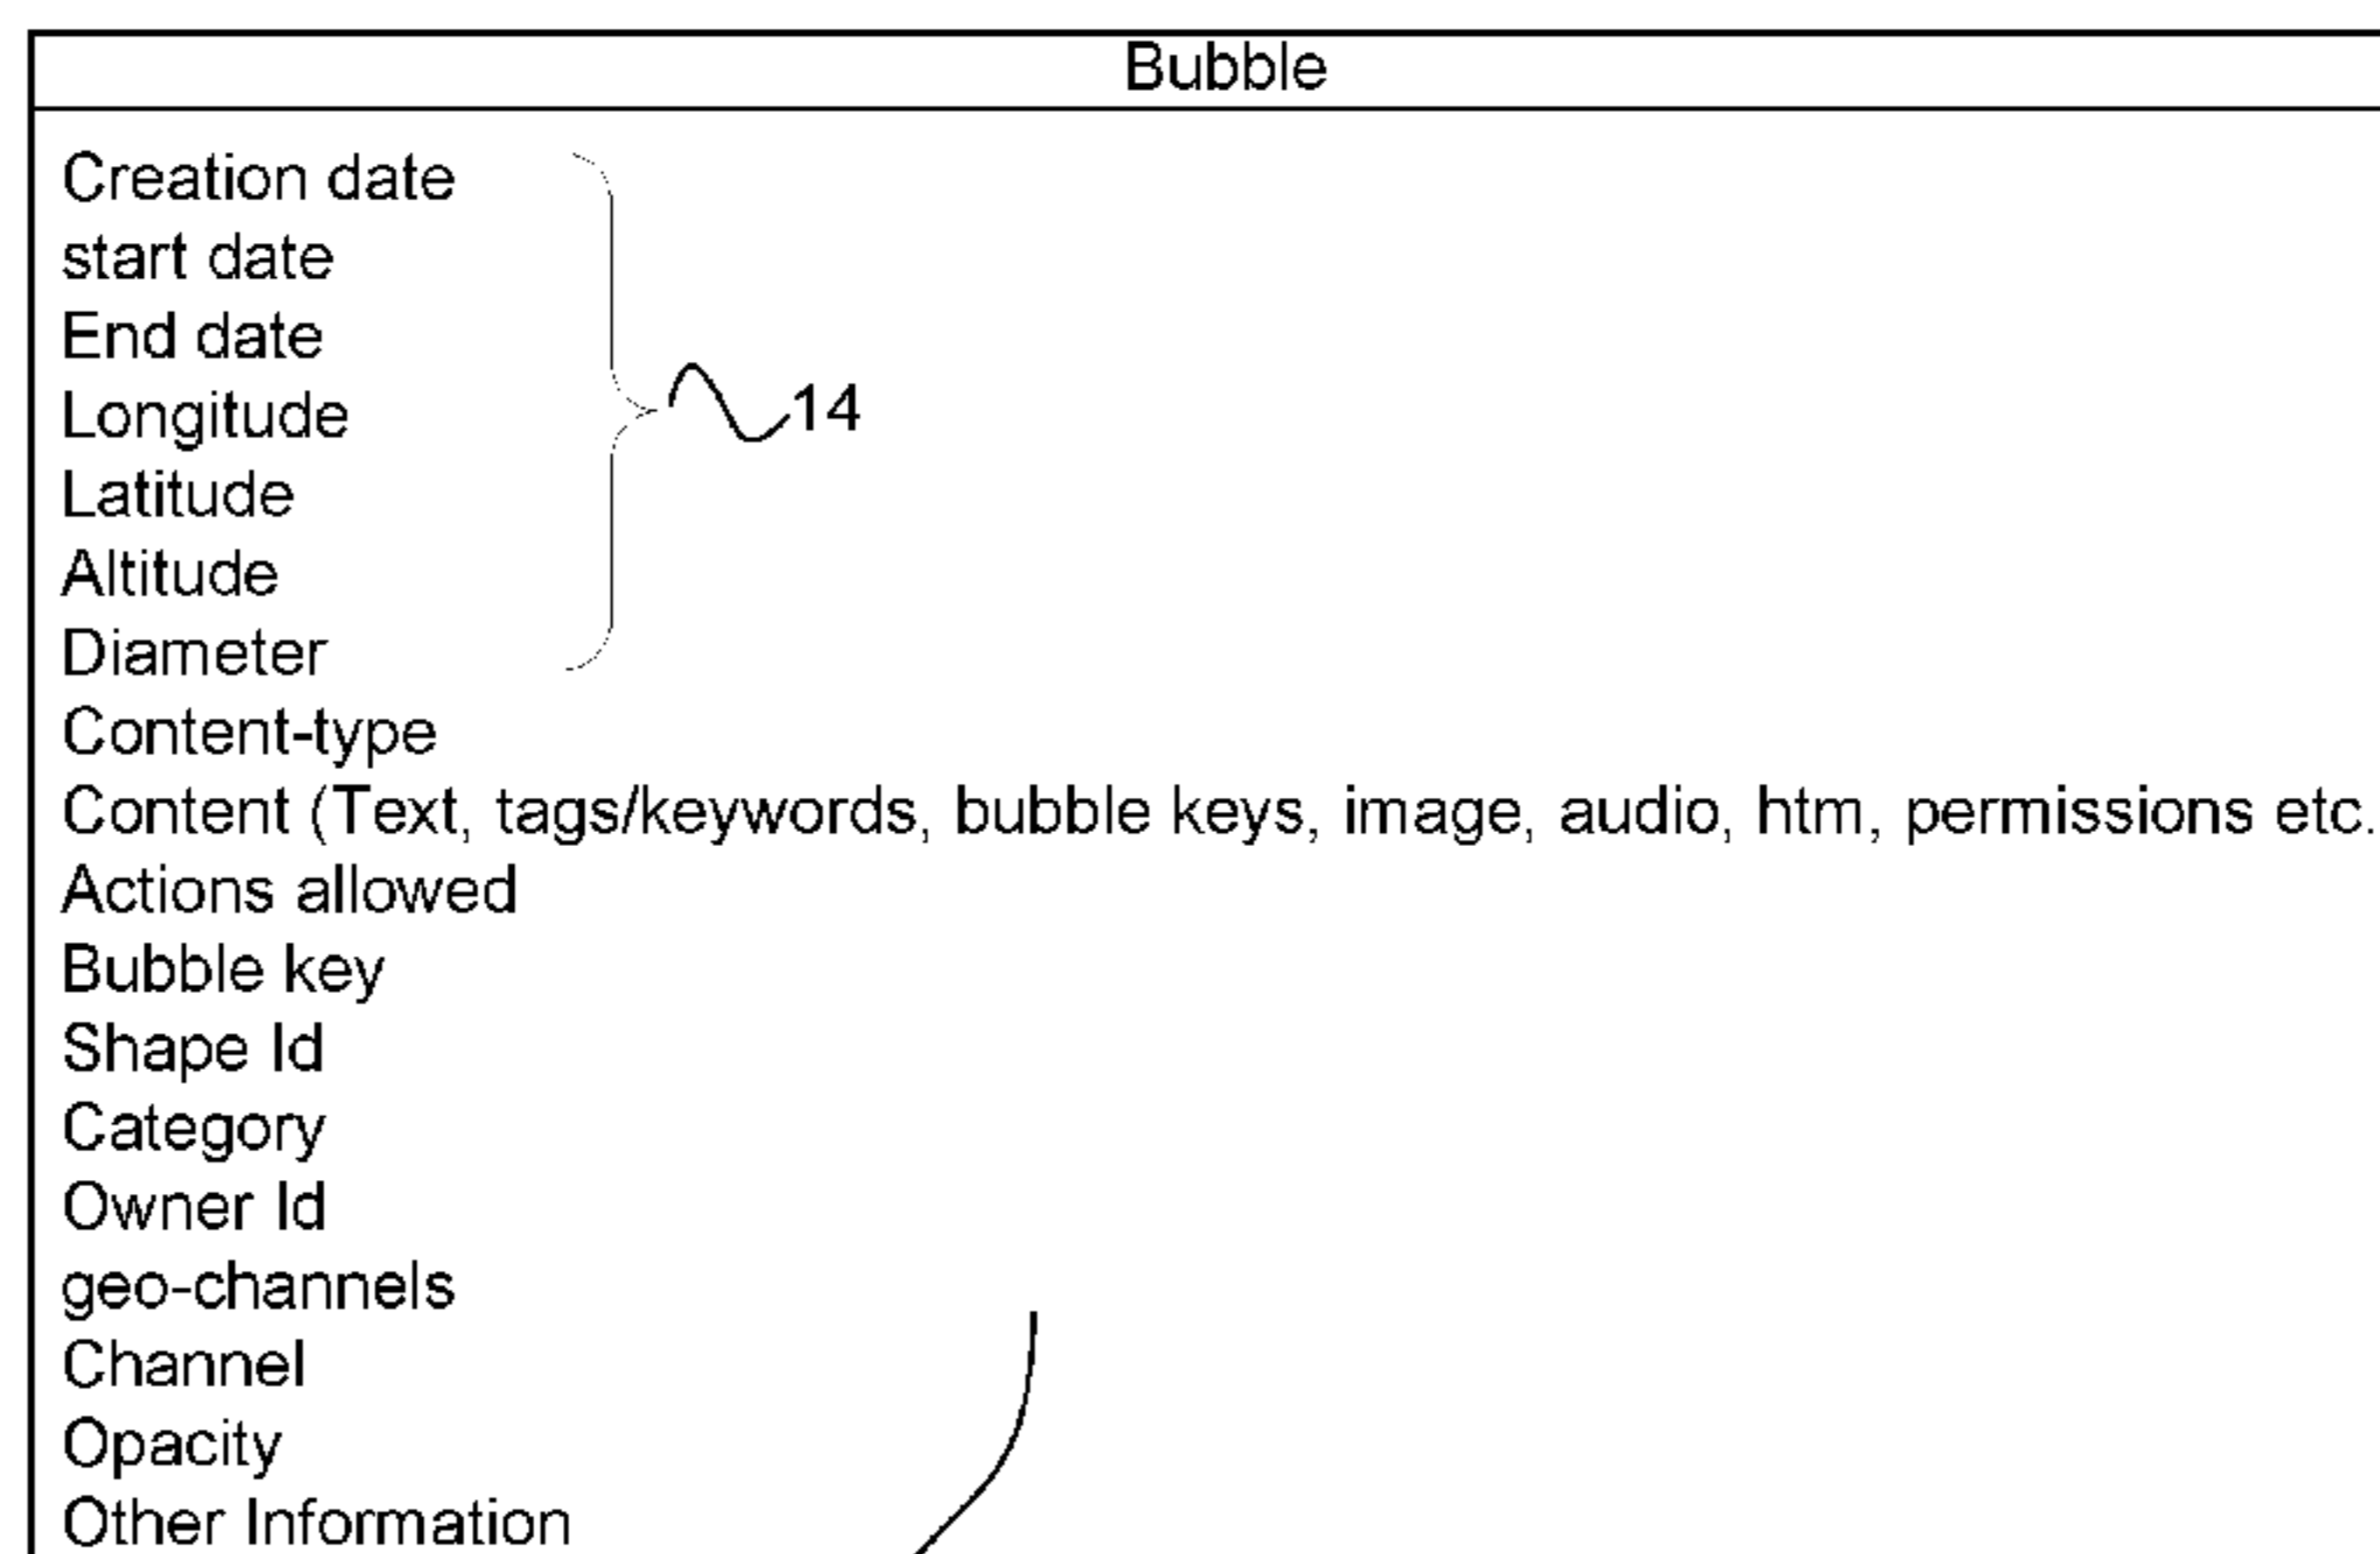 Bubble
Creation date
start date
End date
Longitude
14
Latitude
Altitude
Diameter
Content-type
Content (Text, tags/keywords, bubble keys, image, audio, htm, permissions etc.
Actions allowed
Bubble key
Shape Id
Category
Owner Id
geo-channels
Channel
Opacity
Other Information